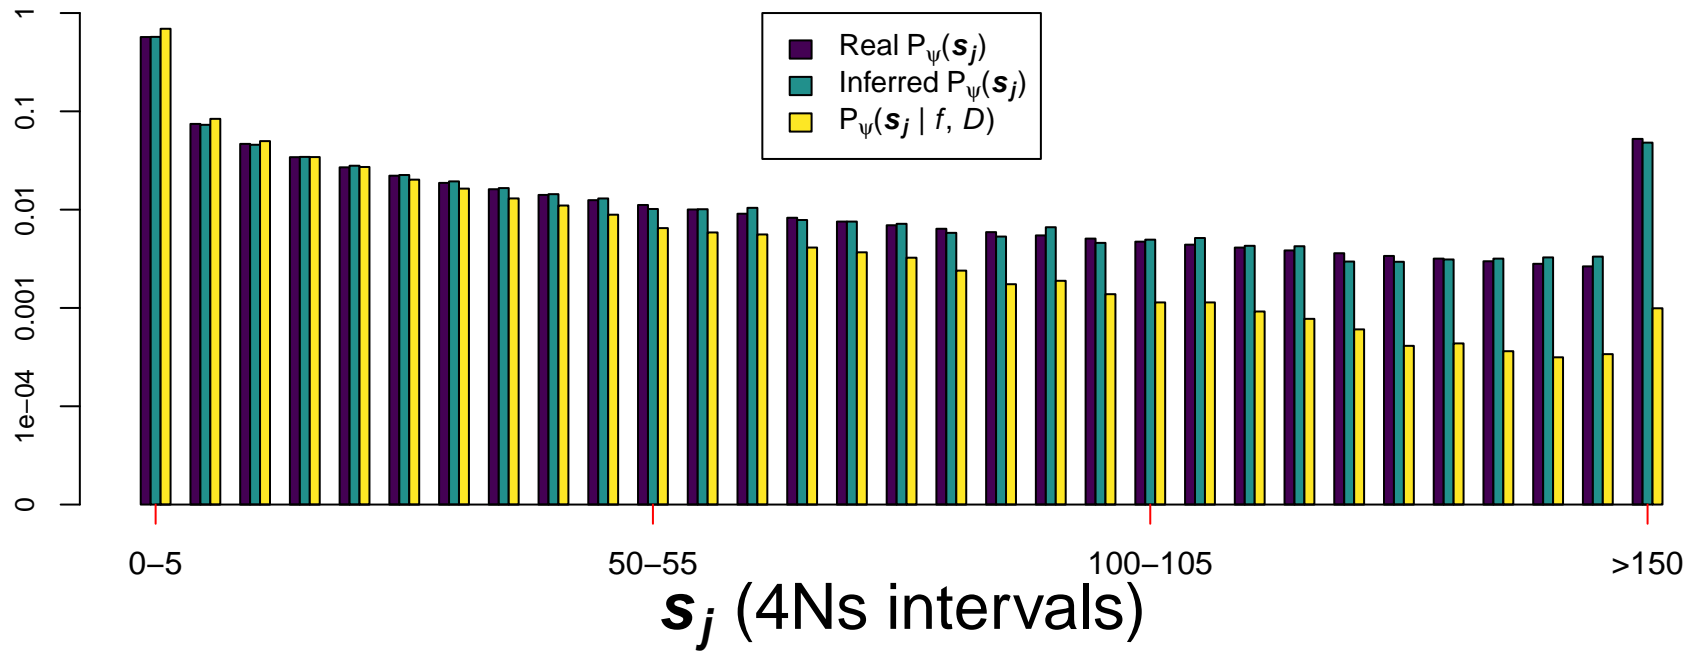 1
0.1
0.01
0.001
1e−04
0
Real Pψ(sj)
Inferred Pψ(sj)
Pψ(sj | f, D)
0−5
50−55
100−105
>150
sj (4Ns intervals)